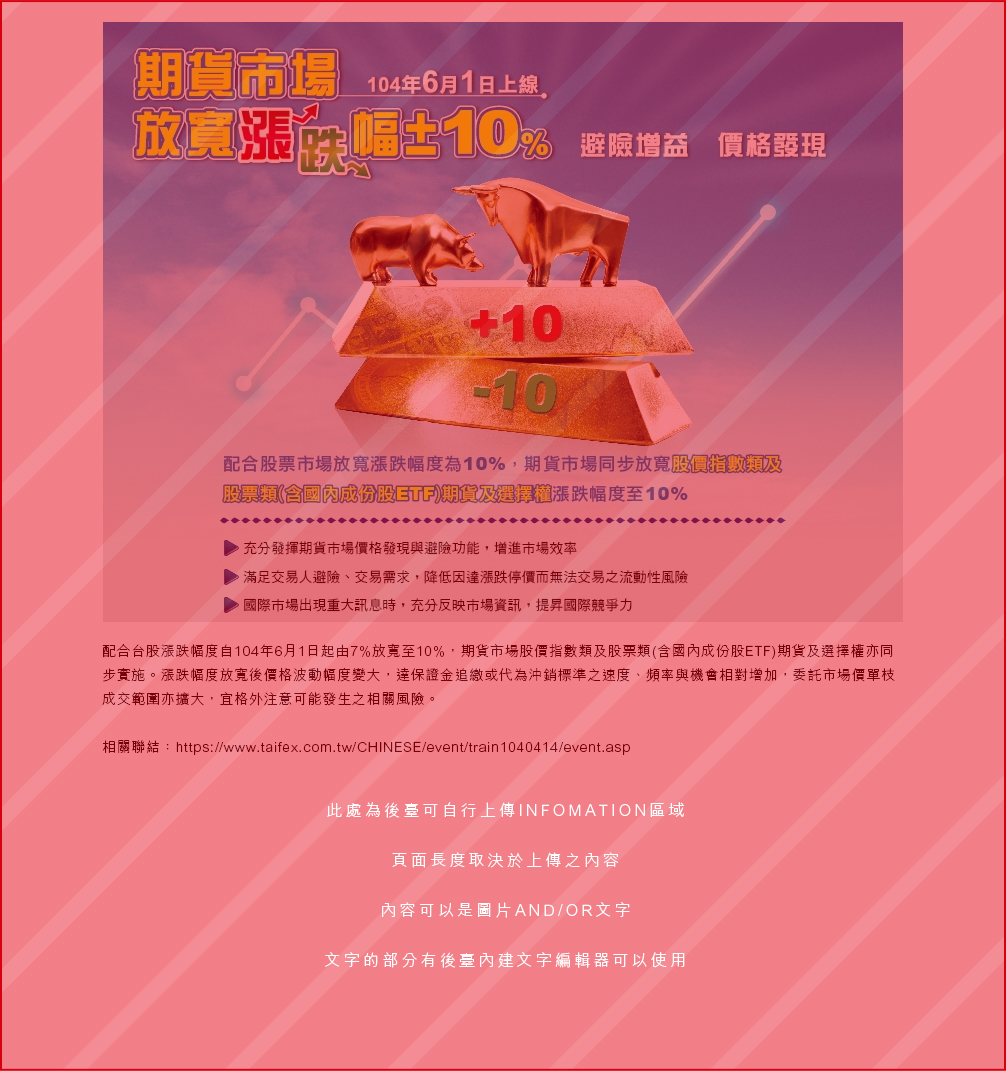 期貨市場
104年6月1日上線
放寬漲跌幅±10%
避險增益 價格發現
+10
-10
配合股票市場放寬漲跌幅度為10%，期貨市場同步放寬股價指數類及
股票類(含國內成份股ETF)期貨及選擇權漲跌幅度至10%
充分發揮期貨市場價格發現與避險功能，增進市場效率
滿足交易人避險、交易需求，降低因達漲跌停價而無法交易之流動性風險
國際市場出現重大訊息時，充分反映市場資訊，提昇國際競爭力
配合台股漲跌幅度自104年6月1日起由7%放寬至10%，期貨市場股價指數類及股票類(含國內成份股ETF)期貨及選擇權亦同
步實施。漲跌幅度放寬後價格波動幅度變大，達保證金追繳或代為沖銷標準之速度、頻率與機會相對增加，委託市場價單枝
成交範圍亦擴大，宜格外注意可能發生之相關風險。
相關聯結：https://www.taifex.com.tw/CHINESE/event/train1040414/event.asp
此處為後臺可自行上傳INFOMATION區域
頁面長度取決於上傳之內容
內容可以是圖片AND/OR文字
文字的部分有後臺內建文字編輯器可以使用